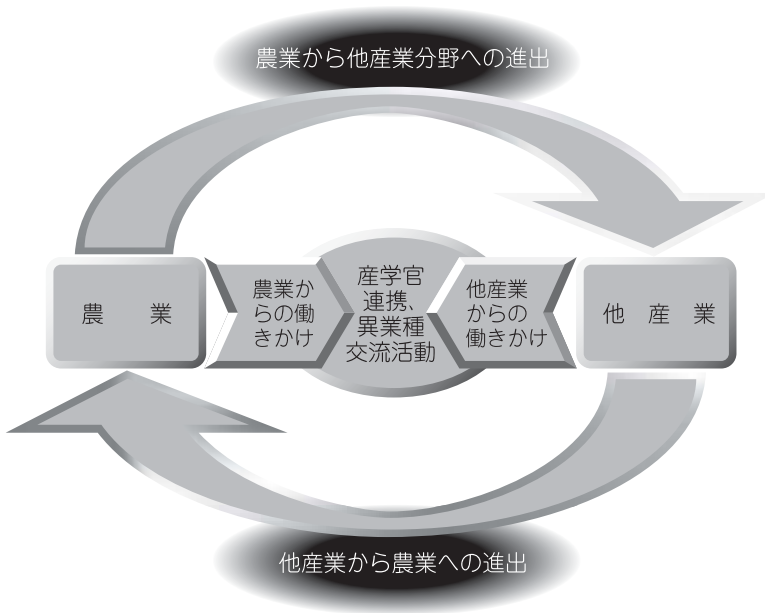 農業から他産業分野への進出
農業
農業か
らの働
きかけ
産学官
連携、
異業種
交流活動
他産業
からの
働きかけ
他産業
他産業から農業への進出